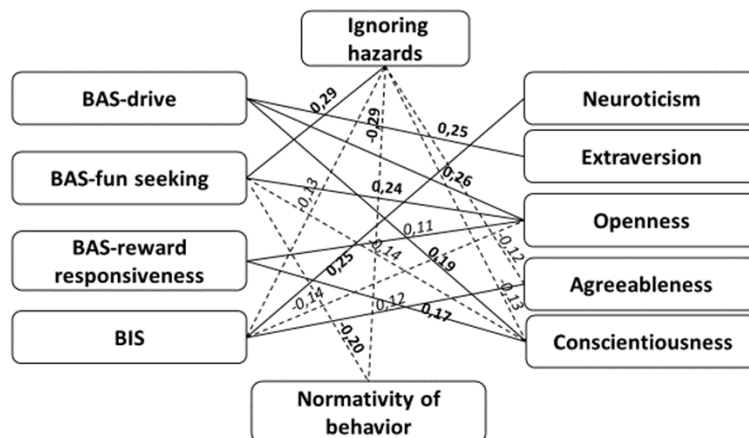 Ignoring
hazards
BAS-drive
Neuroticism
0,29
-0,29
0,25
Extraversion
BAS-fun seeking
0,26
-0,13
0,24
Openness
BAS-reward
responsiveness
0,11
-0,12
0,25
-0,14
0,19
Agreeableness
-0,14
0,12
-0,13
0,17
BIS
Conscientiousness
-0,20
Normativity of
behavior